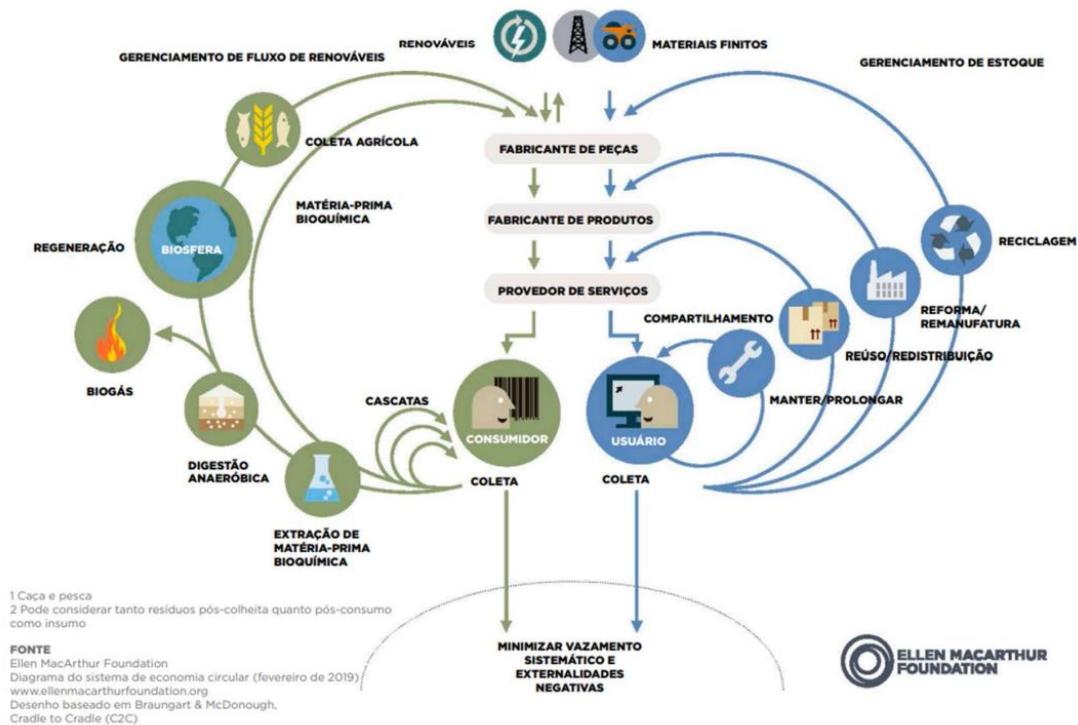 RENOVÁVEIS
MATERIAIS FINITOS
GERENCIAMENTO DE FLUXO DE RENOVÁVEIS
GERENCIAMENTO DE ESTOQUE
COLETA AGRÍCOLA
FABRICANTE DE PEÇAS
MATÉRIA-PRIMA
BIOQUÍMICA
FABRICANTE DE PRODUTOS
REGENERAÇÃO
BIOSFERA
RECICLAGEM
PROVEDOR DE SERVIÇOS
COMPARTILHAMENTO
REFORMA/
REMANUFATURA
REÚSO/REDISTRIBUIÇÃO
BIOGÁS
CASCATAS
MANTER/PROLONGAR
CONSUMIDOR
USUÁRIO
DIGESTÃO
ANAERÓBICA
COLETA
COLETA
EXTRAÇÃO DE
MATÉRIA-PRIMA
BIOQUÍMICA
1 Caça e pesca
2 Pode considerar tanto resíduos pós-colheita quanto pós-consumo
como insumo
FONTE
Ellen MacArthur Foundation
Diagrama do sistema de economia circular (fevereiro de 2019)
www.ellenmacarthurfoundation.org
Desenho baseado em Braungart & McDonough,
Cradle to Cradle (C2C)
MINIMIZAR VAZAMENTO
SISTEMÁTICO E
EXTERNALIDADES
NEGATIVAS
ELLEN MACARTHUR
FOUNDATION